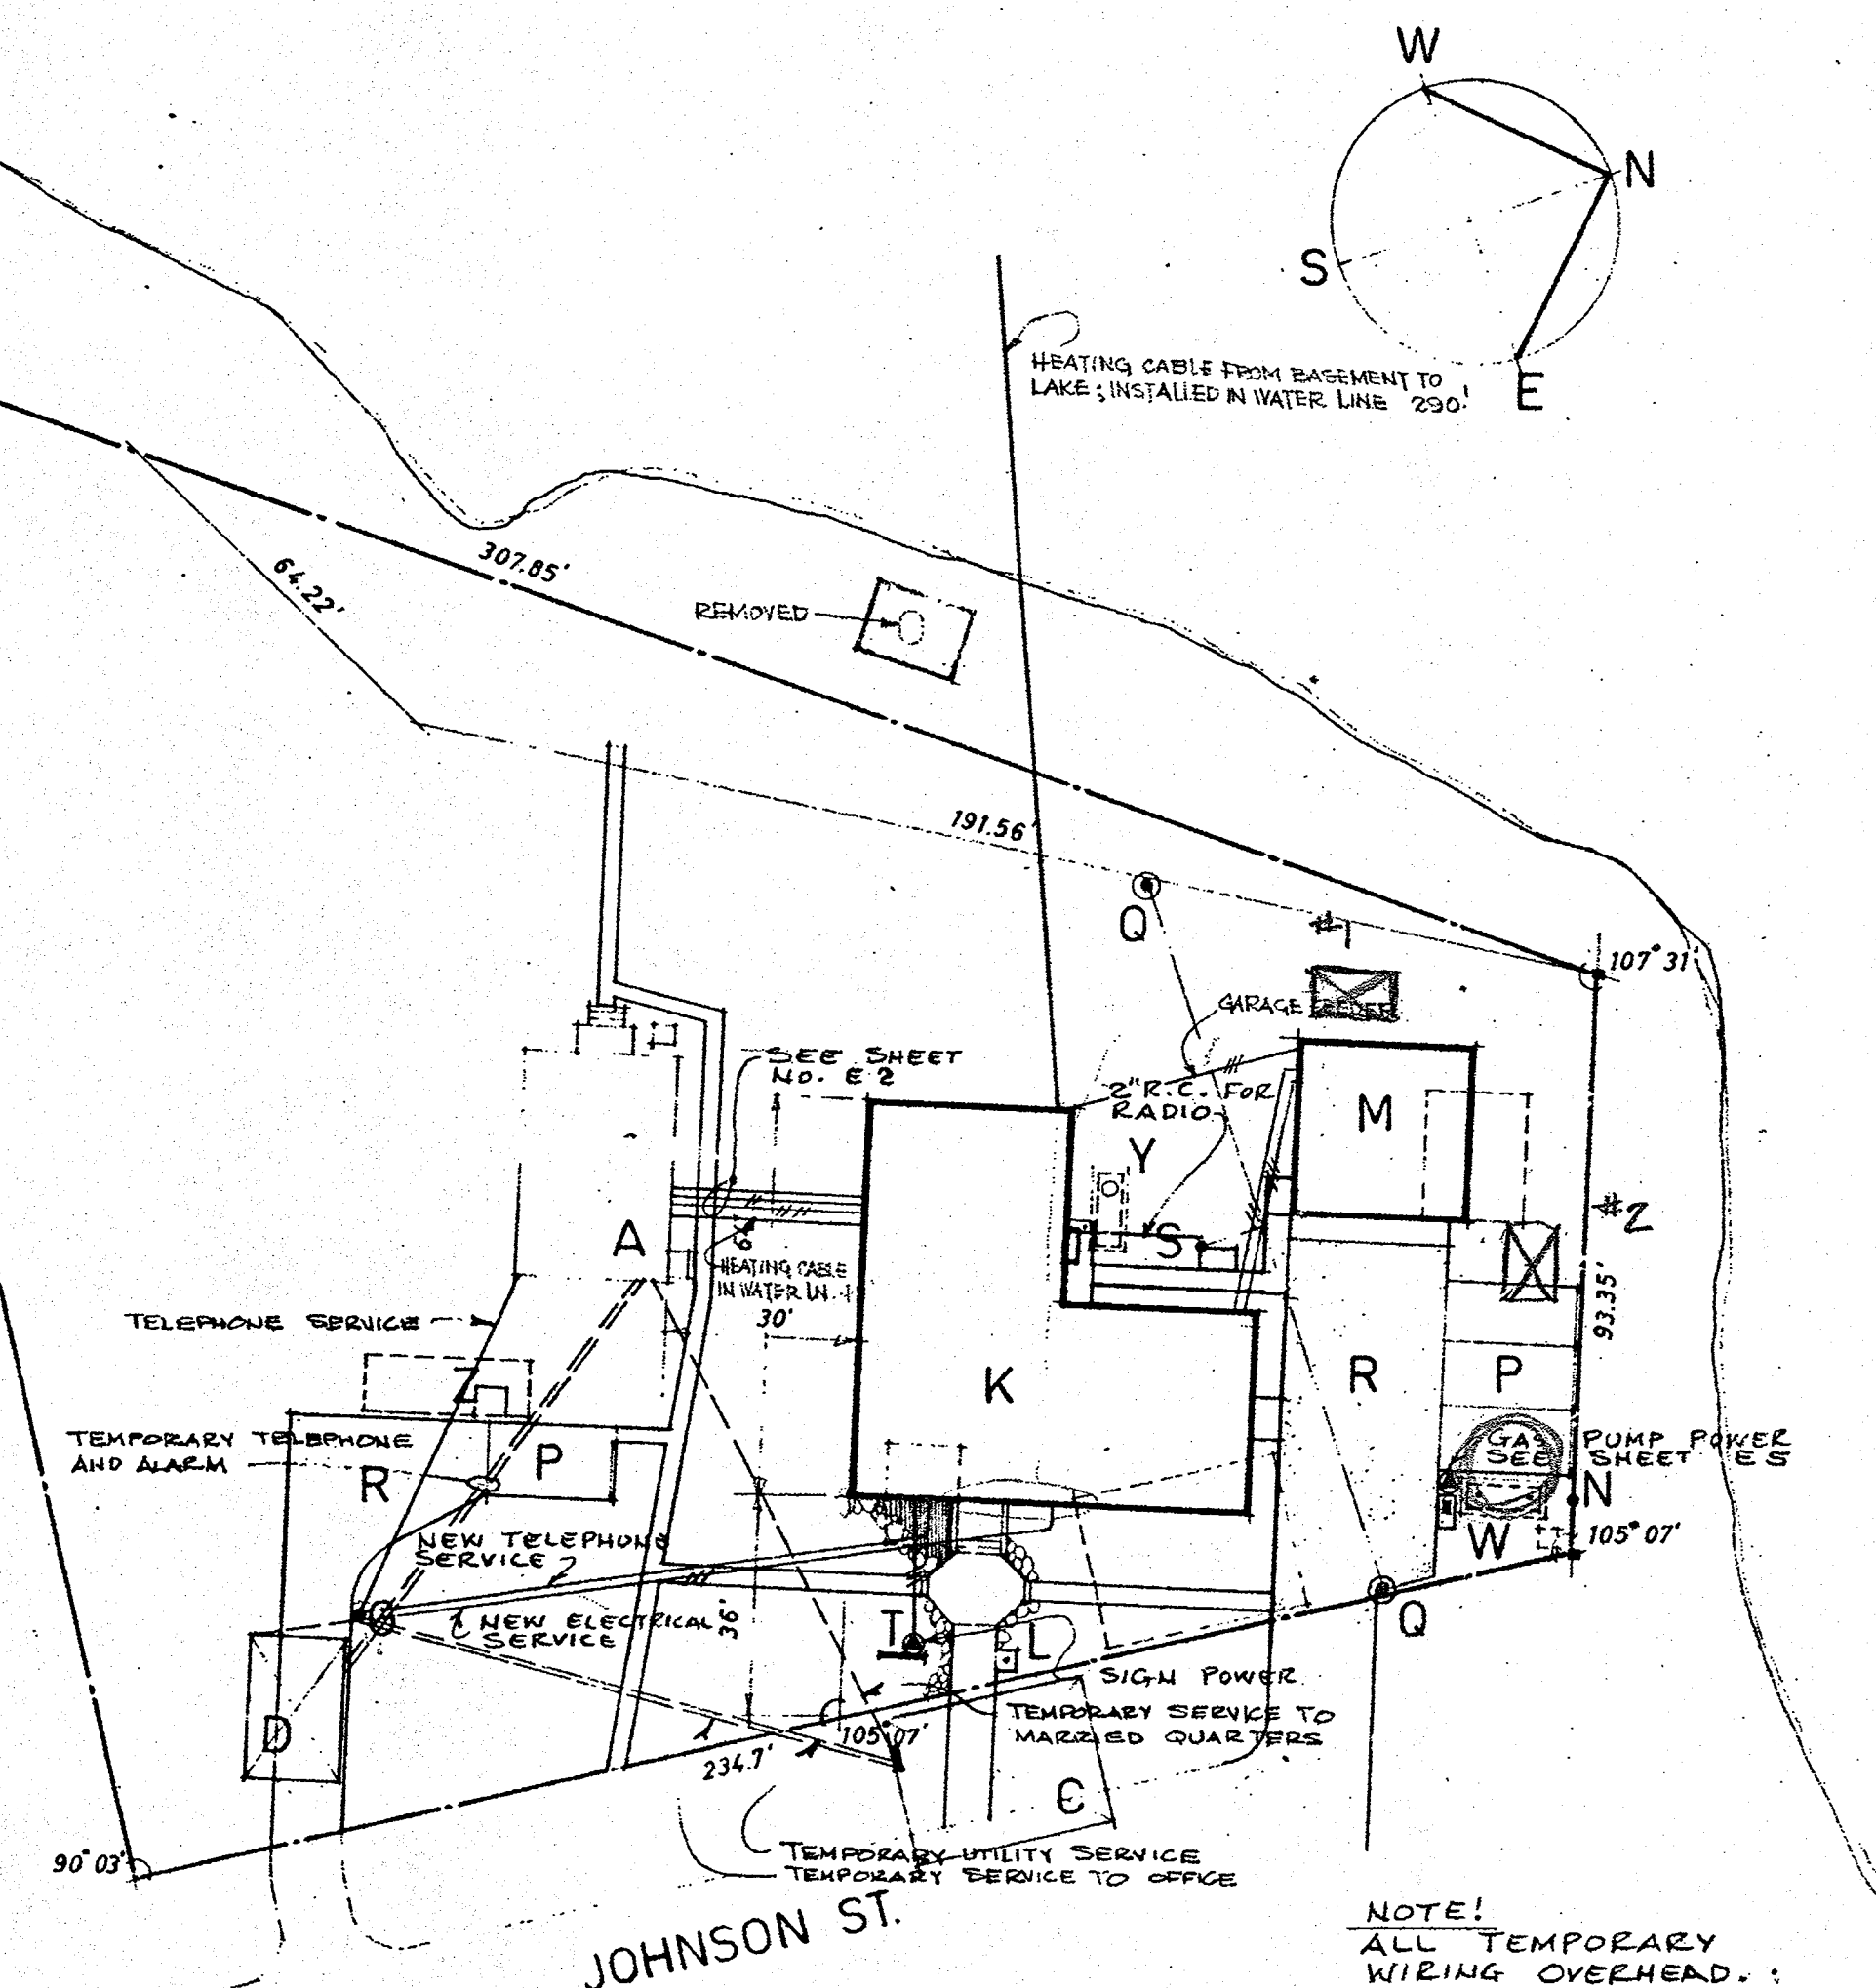 W
N
S
E
HEATING CABLE FROM BASEMENT TO
LAKE; INSTALLED IN WATER LINE 290'
307.85'
64.22'
REMOVED
191.56'
Q
#1
107°31'
GARAGE FEEDER
SEE SHEET
NO. E2
2" R.C. FOR
RADIO
M
Y
#2
A
S
HEATING CABLE
IN WATER LN.
30'
93.35'
TELEPHONE SERVICE
Z
K
R
P
TEMPORARY TELEPHONE
AND ALARM
R
P
GAS PUMP POWER
SEE SHEET E5
N
NEW TELEPHONE
SERVICE
W
105°07'
NEW ELECTRICAL
SERVICE
36'
T
L
Q
SIGN POWER
TEMPORARY SERVICE TO
MARRIED QUARTERS
D
105°07'
234.7'
C
90°03'
TEMPORARY UTILITY SERVICE
TEMPORARY SERVICE TO OFFICE
JOHNSON ST.
NOTE!
ALL TEMPORARY
WIRING OVERHEAD.